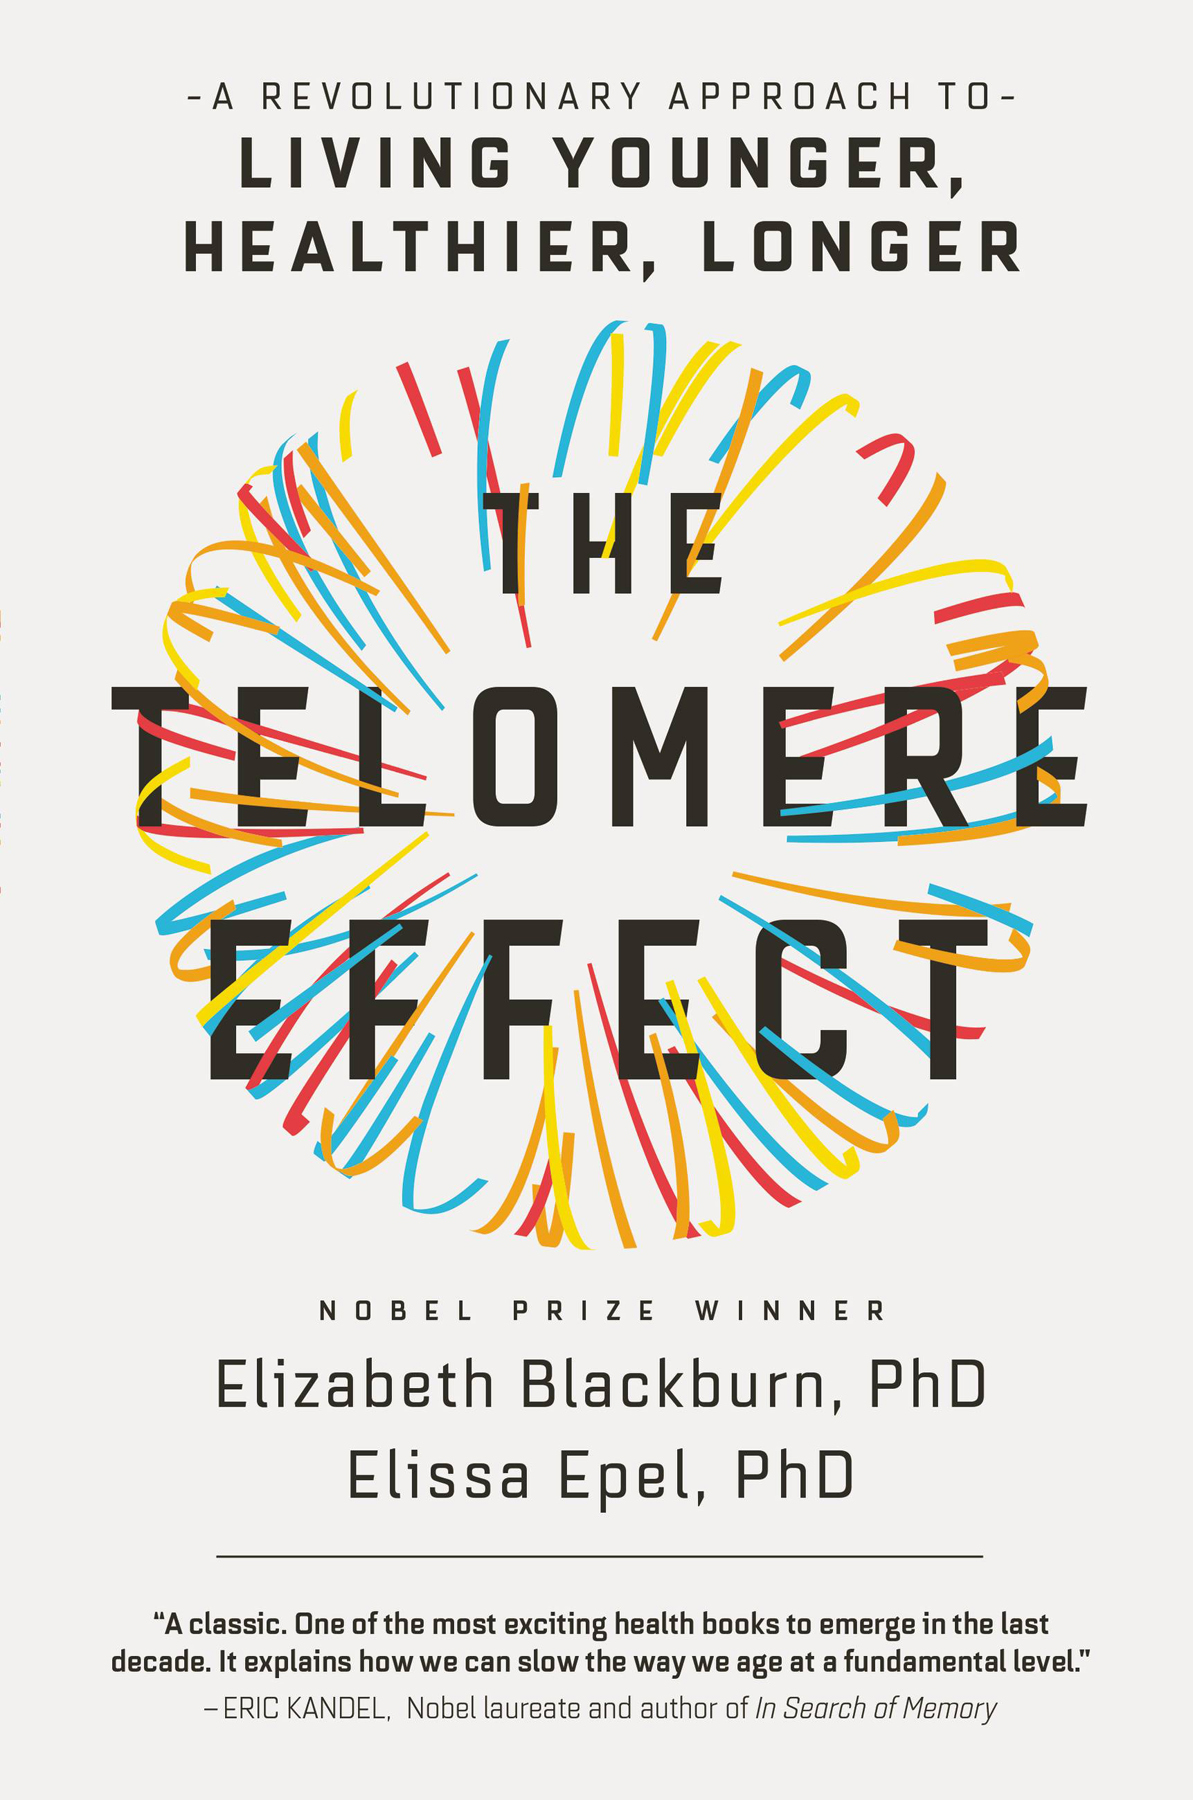 -A REVOLUTIONARY APPROACH TO-
LIVING YOUNGER,
HEALTHIER, LONGER
THE
TELOMERE
EFFECT
NOBEL PRIZE WINNER
Elizabeth Blackburn, PhD
Elissa Epel, PhD
“A classic. One of the most exciting health books to emerge in the last
decade. It explains how we can slow the way we age at a fundamental level.”
–ERIC KANDEL, Nobel laureate and author of In Search of Memory